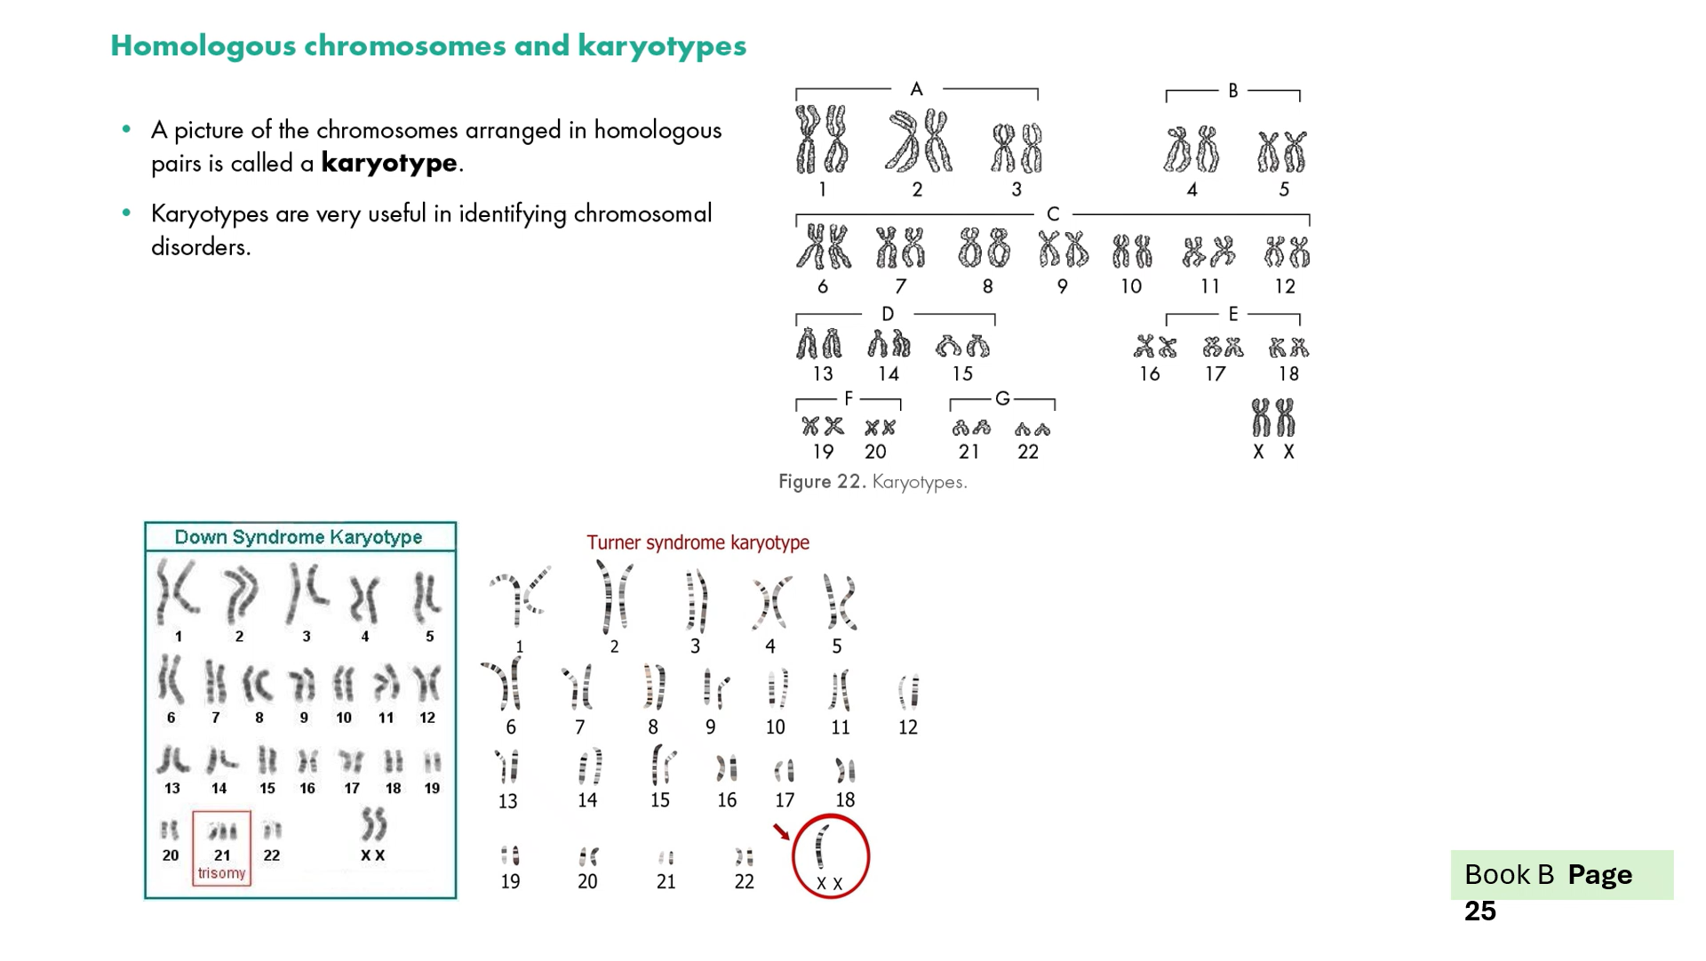 Homologous chromosomes and karyotypes
• A picture of the chromosomes arranged in homologous
pairs is called a karyotype.
• Karyotypes are very useful in identifying chromosomal
disorders.
A B
1 2 3 4 5
C
6 7 8 9 10 11 12
D E
13 14 15 16 17 18
F G
19 20 21 22 X X
Figure 22. Karyotypes.
Down Syndrome Karyotype
1 2 3 4 5
6 7 8 9 10 11 12
13 14 15 16 17 18 19
20 21 22 X X
trisomy
Turner syndrome karyotype
1 2 3 4 5
6 7 8 9 10 11 12
13 14 15 16 17 18
19 20 21 22 X X
Book B Page
25